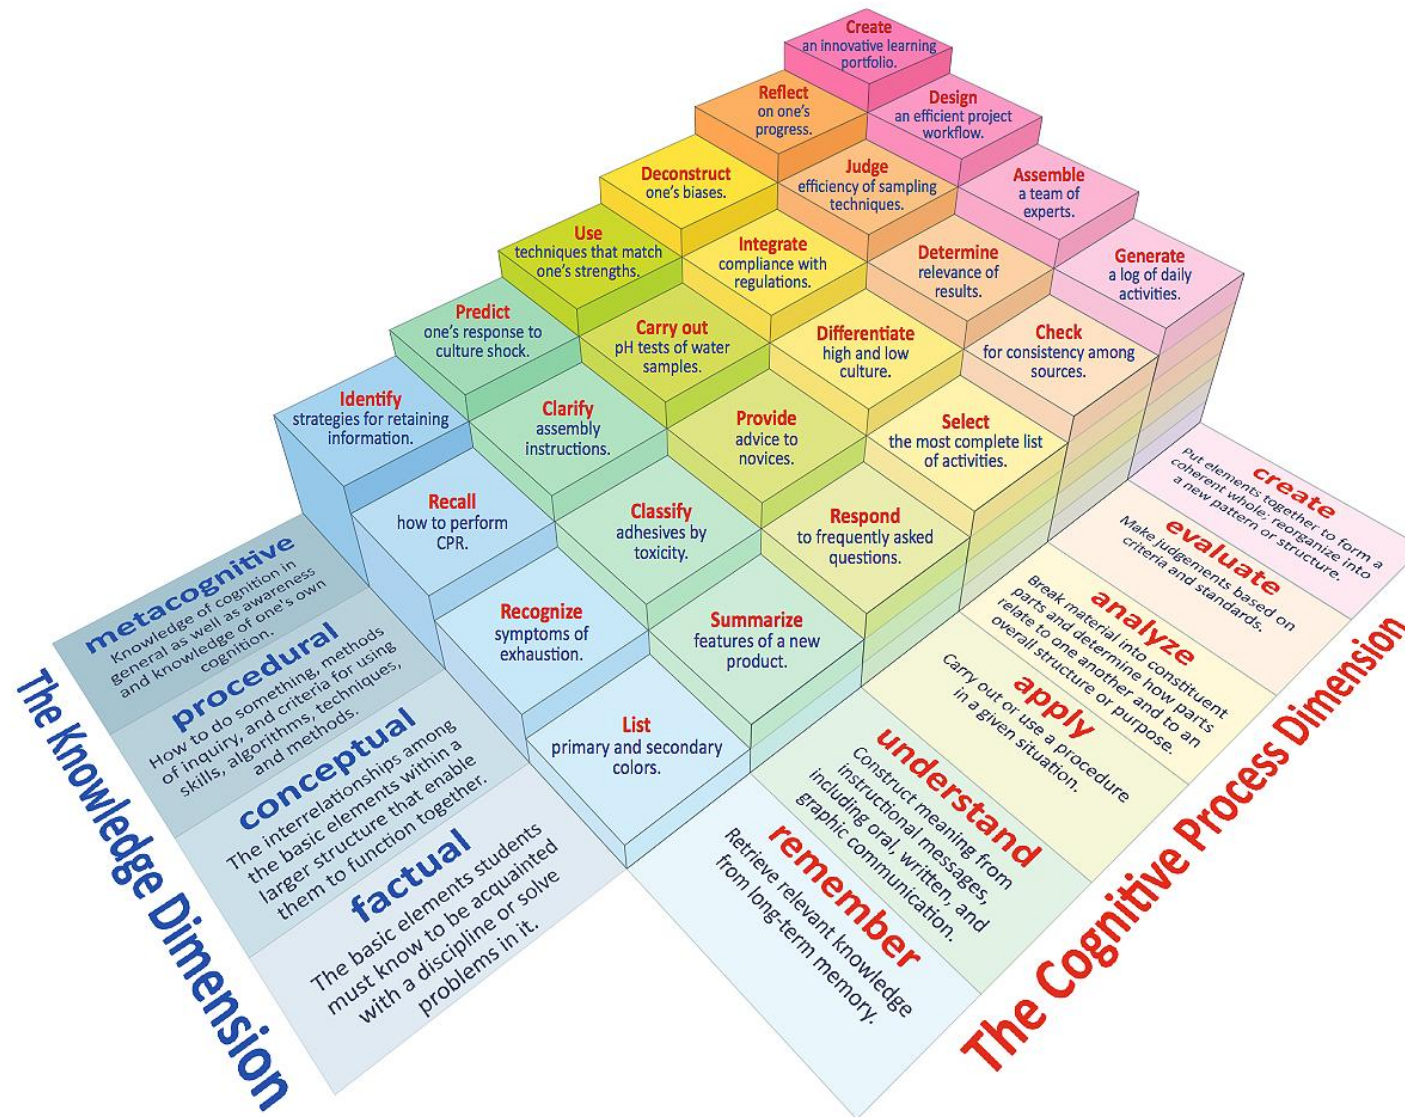 Create
an innovative learning
portfolio.
Reflect
on one's
progress.
Design
an efficient project
workflow.
Deconstruct
one's biases.
Judge
efficiency of sampling
techniques.
Assemble
a team of
experts.
Use
techniques that match
one's strengths.
Integrate
compliance with
regulations.
Determine
relevance of
results.
Generate
a log of daily
activities.
Predict
one's response to
culture shock.
Carry out
pH tests of water
samples.
Differentiate
high and low
culture.
Check
for consistency among
sources.
Identify
strategies for retaining
information.
Clarify
assembly
instructions.
Provide
advice to
novices.
Select
the most complete list
of activities.
Recall
how to perform
CPR.
Classify
adhesives by
toxicity.
Respond
to frequently asked
questions.
Recognize
symptoms of
exhaustion.
Summarize
features of a new
product.
List
primary and secondary
colors.
The Knowledge Dimension
metacognitive
Knowledge of cognition in
general as well as awareness
and knowledge of one's own
cognition.
procedural
How to do something, methods
of inquiry, and criteria for using
skills, algorithms, techniques,
and methods.
conceptual
The interrelationships among
the basic elements within a
larger structure that enable
them to function together.
factual
The basic elements students
must know to be acquainted
with a discipline or solve
problems in it.
The Cognitive Process Dimension
create
Put elements together to form a
coherent whole; reorganize into
a new pattern or structure.
evaluate
Make judgements based on
criteria and standards.
analyze
Break material into constituent
parts and determine how parts
relate to one another and to an
overall structure or purpose.
apply
Carry out or use a procedure
in a given situation.
understand
Construct meaning from
instructional messages,
including oral, written, and
graphic communication.
remember
Retrieve relevant knowledge
from long-term memory.